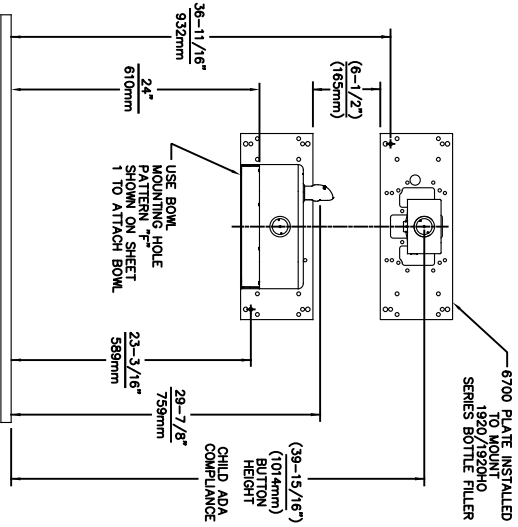 6700 PLATE INSTALLED
TO MOUNT
1920/1920HO
SERIES BOTTLE FILLER
36-11/16"
932mm
(6-1/2")
(165mm)
24"
610mm
USE BOWL
MOUNTING HOLE
PATTERN "F"
SHOWN ON SHEET
1 TO ATTACH BOWL
23-3/16"
589mm
29-7/8"
759mm
(39-15/16")
(1014mm)
BUTTON
HEIGHT
CHILD ADA
COMPLIANCE